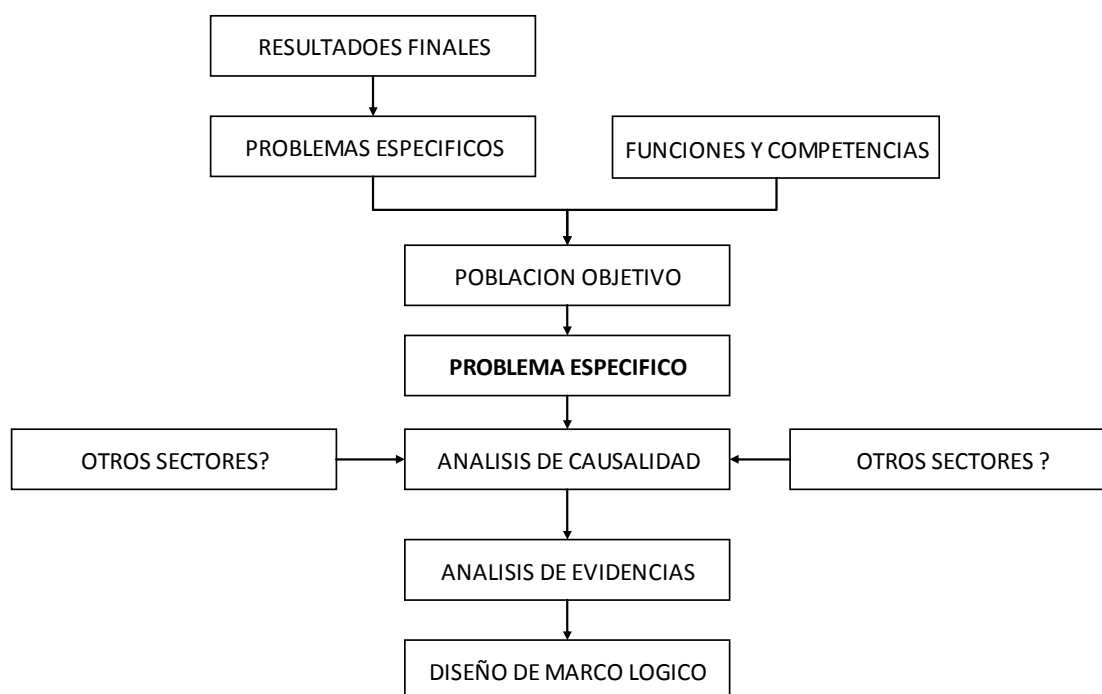 RESULTADOES FINALES
PROBLEMAS ESPECIFICOS
FUNCIONES Y COMPETENCIAS
POBLACION OBJETIVO
PROBLEMA ESPECIFICO
OTROS SECTORES?
ANALISIS DE CAUSALIDAD
OTROS SECTORES ?
ANALISIS DE EVIDENCIAS
DISEÑO DE MARCO LOGICO